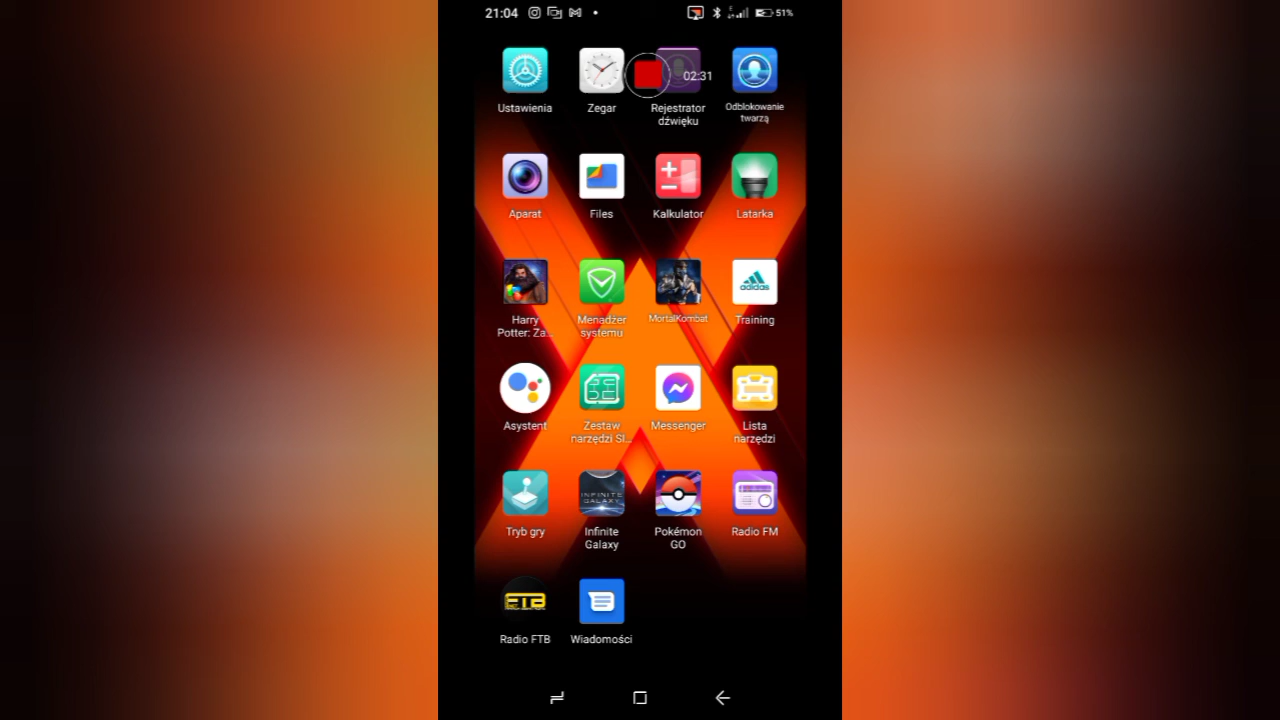 21:04
51%
02:31
Ustawienia
Zegar
Rejestrator
dźwięku
Odblokowanie
twarzą
Aparat
Files
Kalkulator
Latarka
adidas
Harry
Potter: Za...
Menadżer
systemu
MortalKombat
Training
Asystent
Zestaw
narzędzi SI...
Messenger
Lista
narzędzi
INFINITE
GALAXY
Tryb gry
Infinite
Galaxy
Pokémon
GO
Radio FM
FTB
Radio FTB
Wiadomości